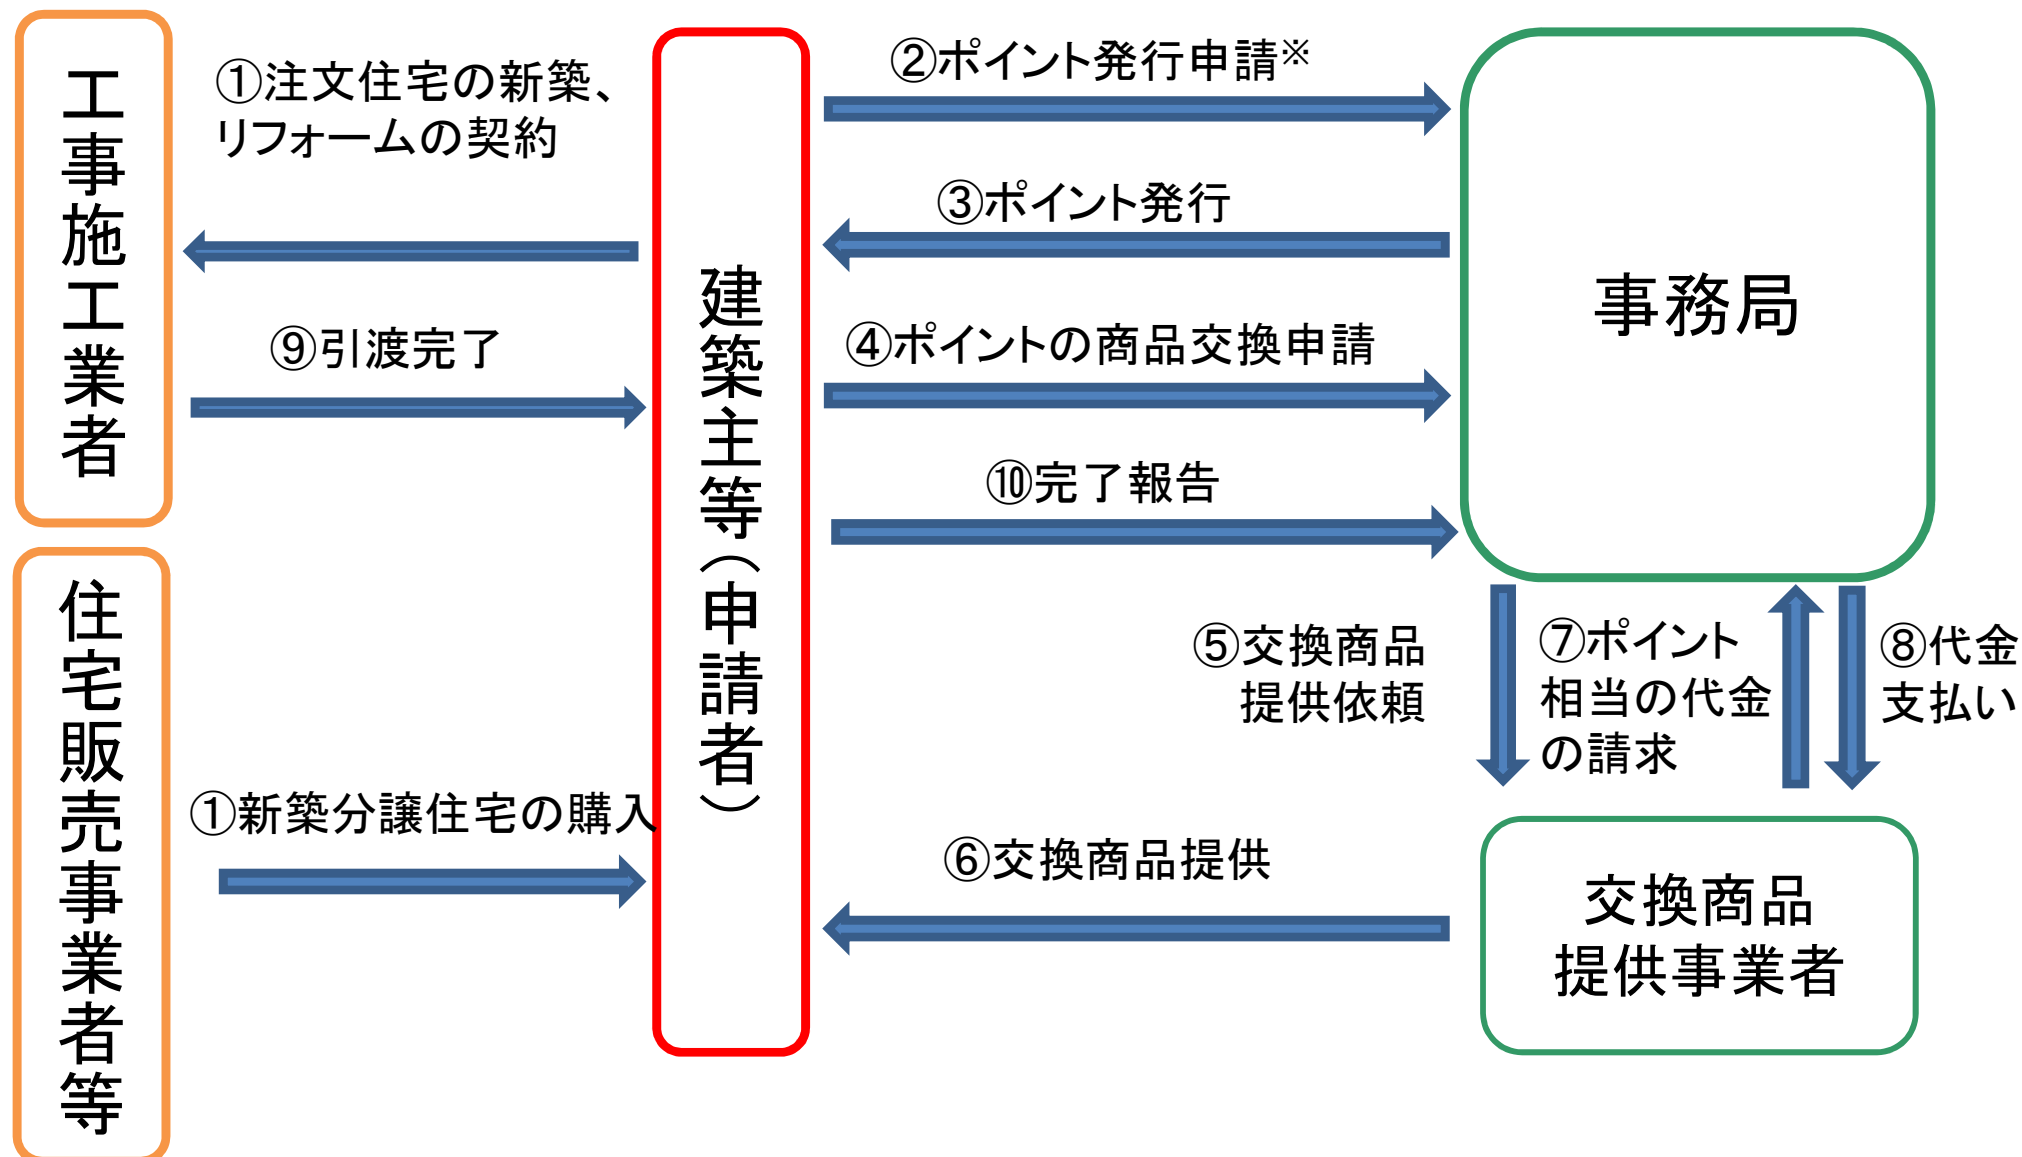 工事施工業者
①注文住宅の新築、
リフォームの契約
⑨引渡完了
住宅販売事業者等
①新築分譲住宅の購入
建築主等（申請者）
②ポイント発行申請※
③ポイント発行
④ポイントの商品交換申請
⑩完了報告
事務局
⑤交換商品
提供依頼
⑦ポイント
相当の代金
の請求
⑧代金
支払い
⑥交換商品提供
交換商品
提供事業者